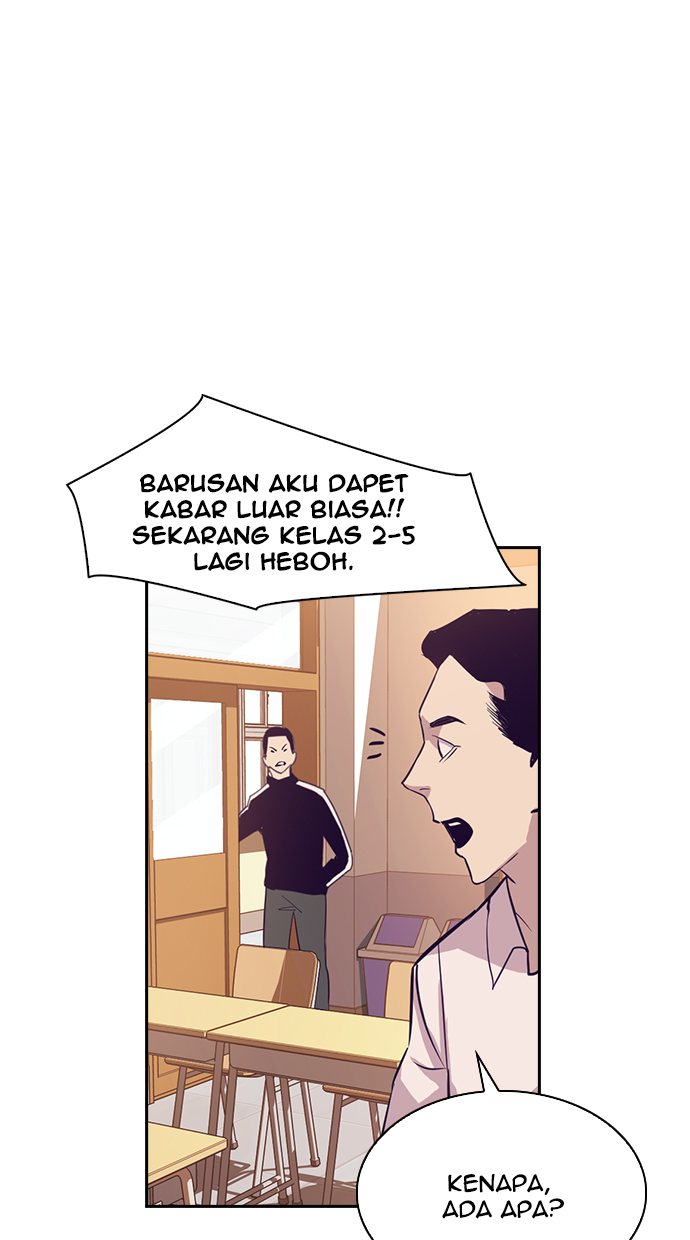 BARUSAN AKU DAPET
KABAR LUAR BIASA!!
SEKARANG KELAS 2-5
LAGI HEBOH.
KENAPA,
ADA APA?